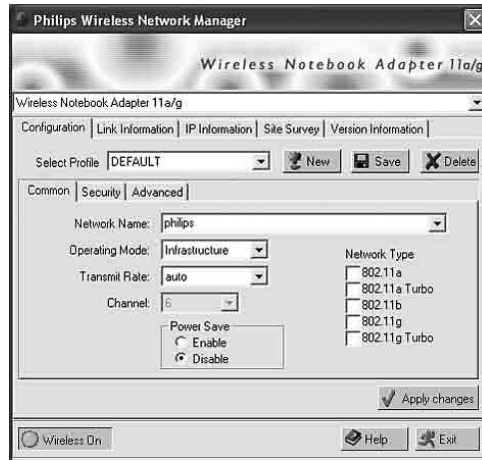 Philips Wireless Network Manager
Wireless Notebook Adapter 11a/g
Wireless Notebook Adapter 11a/g
Configuration Link Information IP Information Site Survey Version Information
Select Profile DEFAULT New Save Delete
Common Security Advanced
Network Name: philips
Operating Mode: Infrastructure
Network Type
Transmit Rate: auto
802.11a
802.11a Turbo
Channel: 6
802.11b
802.11g
802.11g Turbo
Power Save
Enable
Disable
Apply changes
Wireless On Help Exit